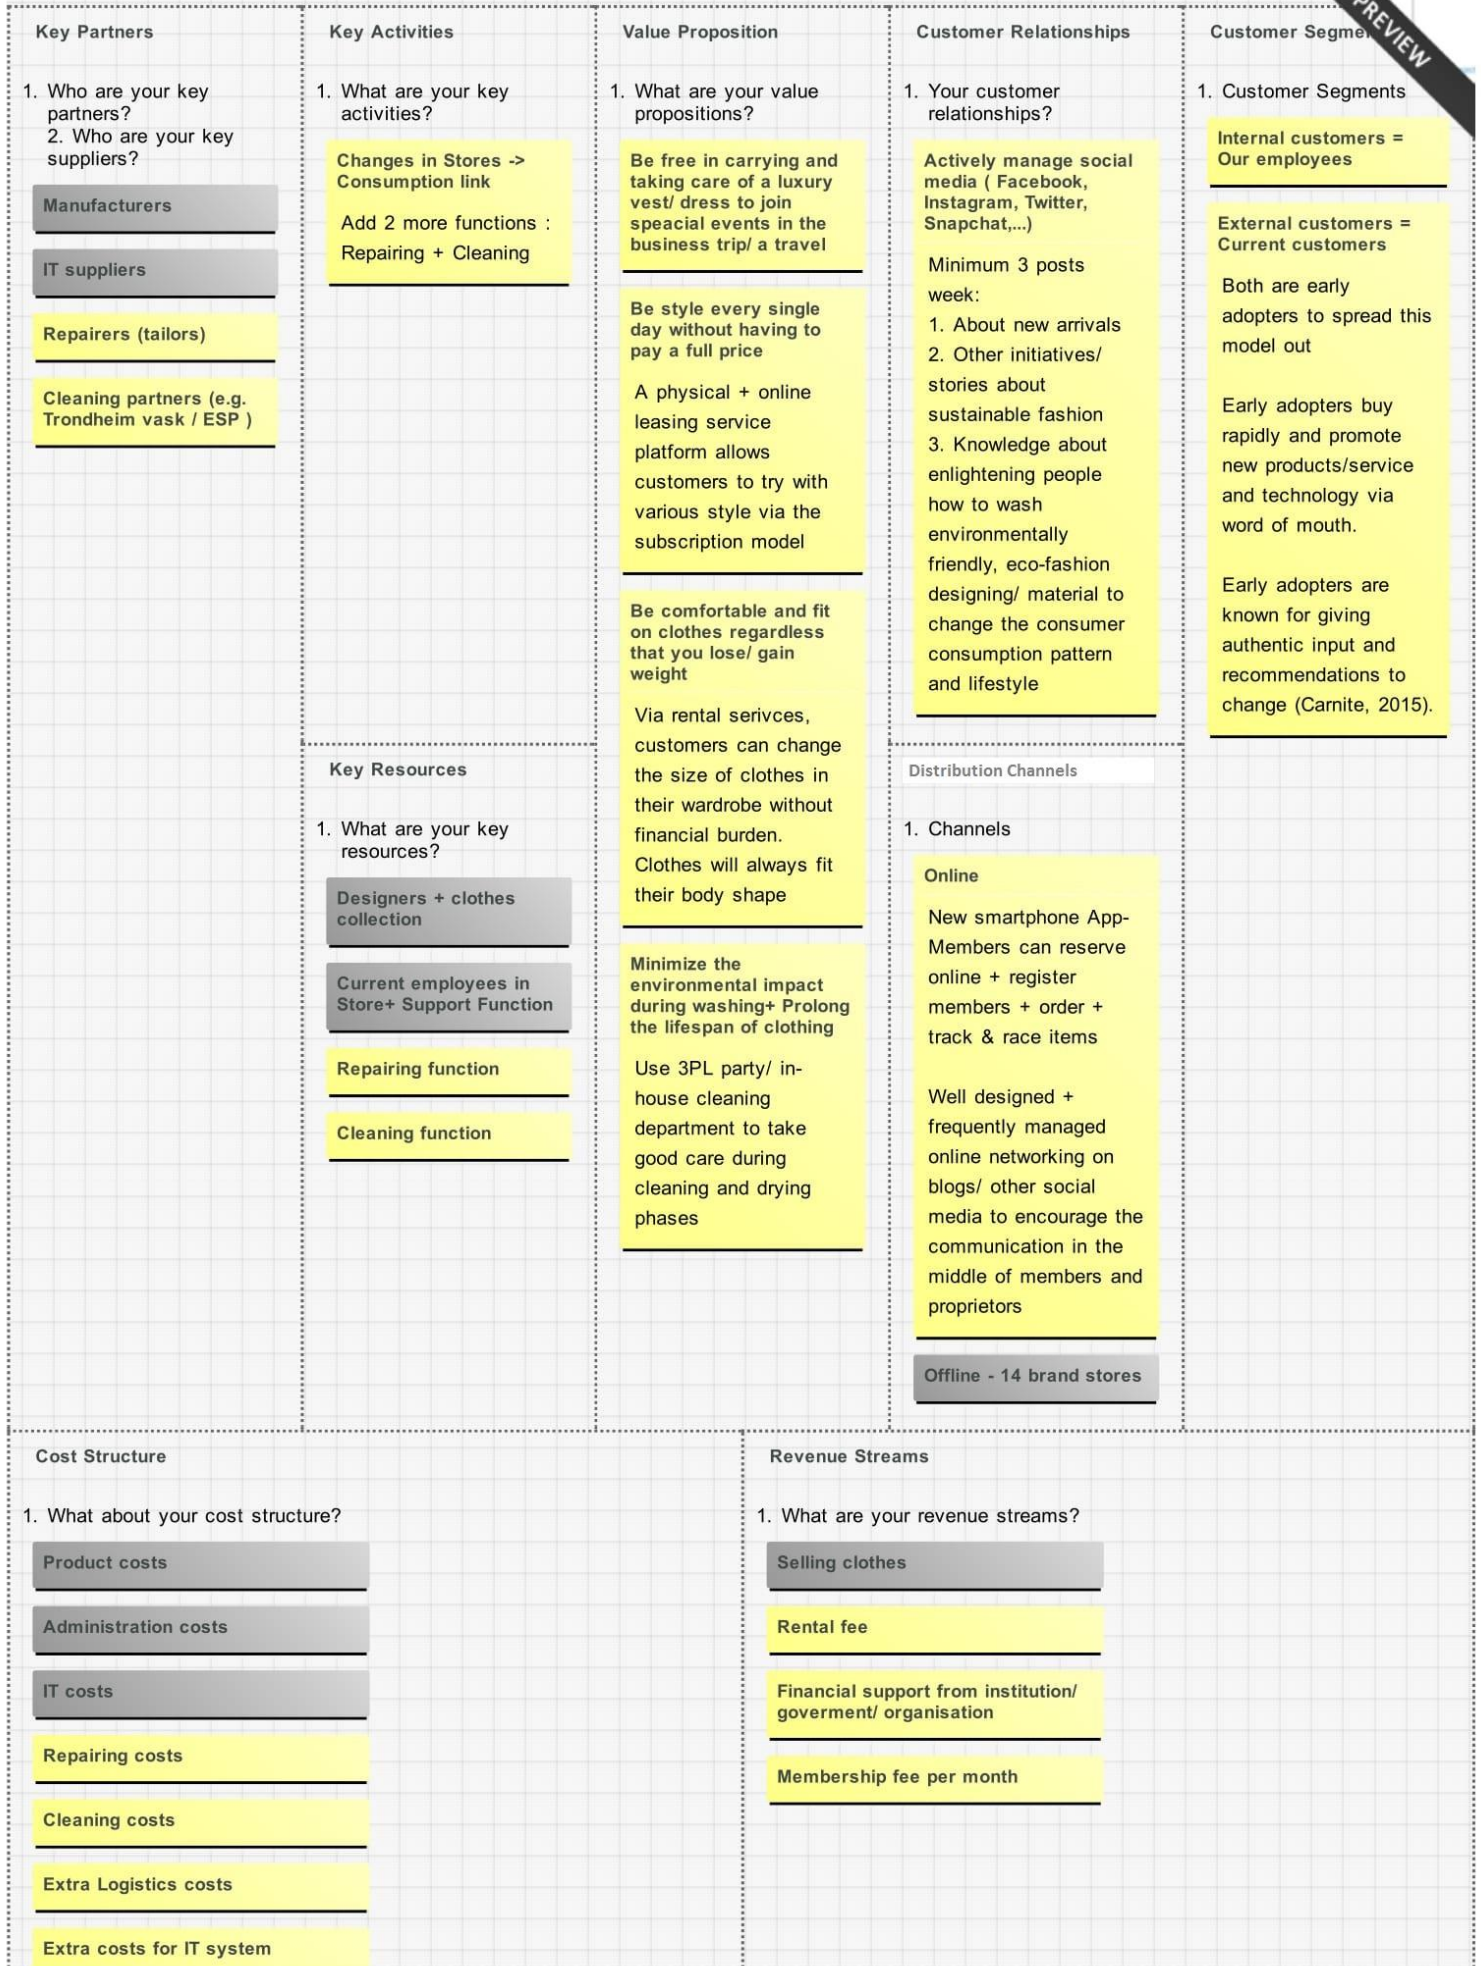 PREVIEW
Key Partners
1. Who are your key
partners?
2. Who are your key
suppliers?
Manufacturers
IT suppliers
Repairers (tailors)
Cleaning partners (e.g.
Trondheim vask / ESP )
Key Activities
1. What are your key
activities?
Changes in Stores ->
Consumption link
Add 2 more functions :
Repairing + Cleaning
Key Resources
1. What are your key
resources?
Designers + clothes
collection
Current employees in
Store+ Support Function
Repairing function
Cleaning function
Value Proposition
1. What are your value
propositions?
Be free in carrying and
taking care of a luxury
vest/ dress to join
speacial events in the
business trip/ a travel
Be style every single
day without having to
pay a full price
A physical + online
leasing service
platform allows
customers to try with
various style via the
subscription model
Be comfortable and fit
on clothes regardless
that you lose/ gain
weight
Via rental serivces,
customers can change
the size of clothes in
their wardrobe without
financial burden.
Clothes will always fit
their body shape
Minimize the
environmental impact
during washing+ Prolong
the lifespan of clothing
Use 3PL party/ in-
house cleaning
department to take
good care during
cleaning and drying
phases
Customer Relationships
1. Your customer
relationships?
Actively manage social
media ( Facebook,
Instagram, Twitter,
Snapchat,...)
Minimum 3 posts
week:
1. About new arrivals
2. Other initiatives/
stories about
sustainable fashion
3. Knowledge about
enlightening people
how to wash
environmentally
friendly, eco-fashion
designing/ material to
change the consumer
consumption pattern
and lifestyle
Distribution Channels
1. Channels
Online
New smartphone App-
Members can reserve
online + register
members + order +
track & race items
Well designed +
frequently managed
online networking on
blogs/ other social
media to encourage the
communication in the
middle of members and
proprietors
Offline - 14 brand stores
Customer Segme
1. Customer Segments
Internal customers =
Our employees
External customers =
Current customers
Both are early
adopters to spread this
model out
Early adopters buy
rapidly and promote
new products/service
and technology via
word of mouth.
Early adopters are
known for giving
authentic input and
recommendations to
change (Carnite, 2015).
Cost Structure
1. What about your cost structure?
Product costs
Administration costs
IT costs
Repairing costs
Cleaning costs
Extra Logistics costs
Extra costs for IT system
Revenue Streams
1. What are your revenue streams?
Selling clothes
Rental fee
Financial support from institution/
goverment/ organisation
Membership fee per month